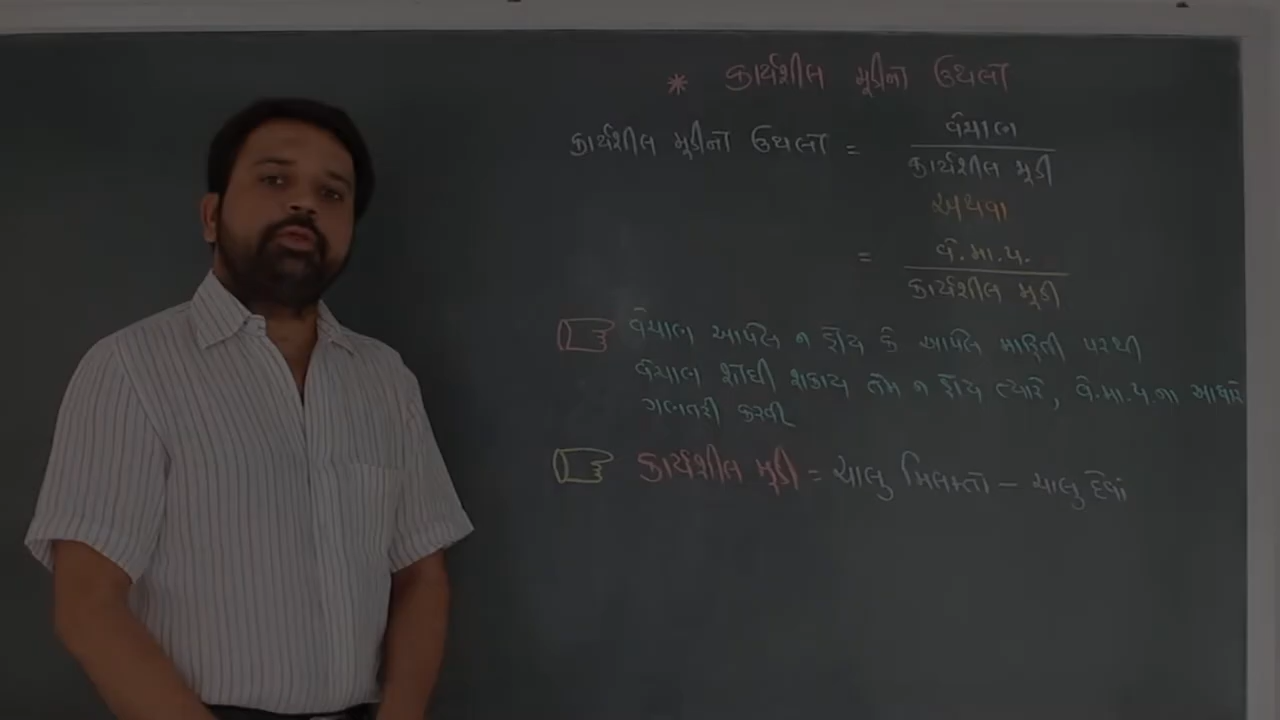 * કાર્યશીલ મૂડીનો ઉથલો
કાર્યશીલ મૂડીનો ઉથલો = વેચાણ / કાર્યશીલ મૂડી
અથવા
= વે.મા.પ. / કાર્યશીલ મૂડી
વેચાણ આપેલ ન હોય કે આપેલ માહિતી પરથી
વેચાણ શોધી શકાય તેમ ન હોય ત્યારે, વે.મા.પ.ના આધારે
ગણતરી કરવી
કાર્યશીલ મૂડી = ચાલુ મિલકતો – ચાલુ દેવાં